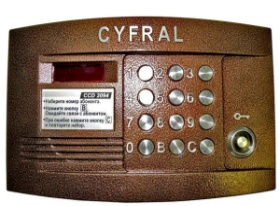 CYFRAL
CCD 2094
•Наберите номер абонента.
•Нажмите кнопку B
Ожидайте связи с абонентом.
•При ошибке нажмите кнопку C
и повторите набор.
1 2 3
4 5 6
7 8 9
0 B C